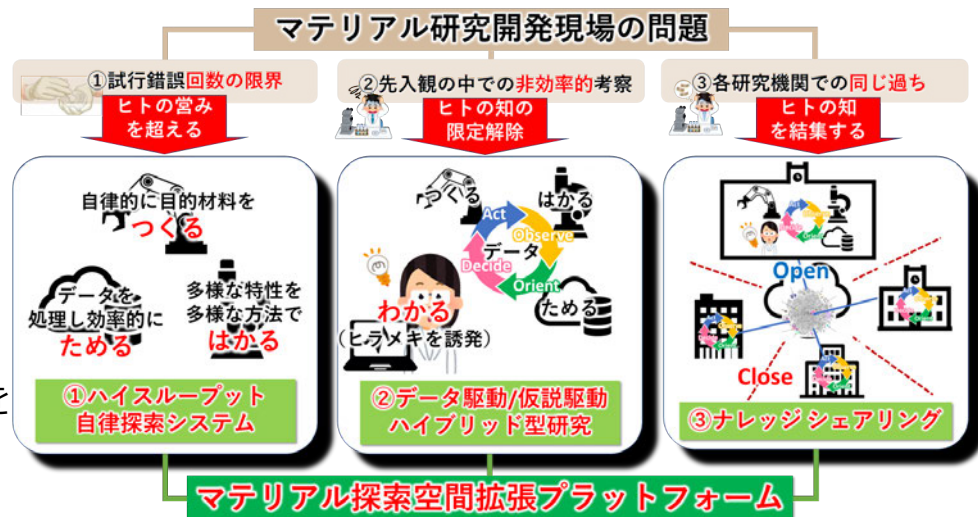 マテリアル研究開発現場の問題
①試行錯誤回数の限界
ヒトの営み
を超える
自律的に目的材料を
つくる
データを
処理し効率的に
ためる
多様な特性を
多様な方法で
はかる
①ハイスループット
自律探索システム
②先入観の中での非効率的考察
ヒトの知の
限定解除
つくる
はかる
Act
Observe
データ
Decide
Orient
わかる
(ヒラメキを誘発)
ためる
②データ駆動/仮説駆動
ハイブリッド型研究
③各研究機関での同じ過ち
ヒトの知
を結集する
Open
Close
③ナレッジ シェアリング
と
マテリアル探索空間拡張プラットフォーム